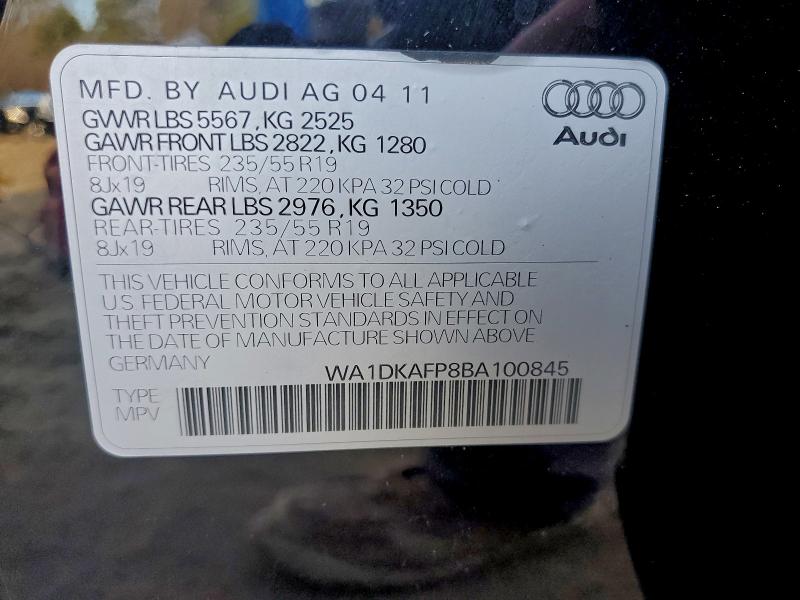 MFD. BY AUDI AG 04 11
GVWR LBS 5567, KG 2525
GAWR FRONT LBS 2822, KG 1280
FRONT-TIRES 235/55 R19
8Jx19 RIMS, AT 220 KPA 32 PSI COLD
GAWR REAR LBS 2976, KG 1350
REAR-TIRES 235/55 R19
8Jx19 RIMS, AT 220 KPA 32 PSI COLD
Audi
THIS VEHICLE CONFORMS TO ALL APPLICABLE
U.S. FEDERAL MOTOR VEHICLE SAFETY AND
THEFT PREVENTION STANDARDS IN EFFECT ON
THE DATE OF MANUFACTURE SHOWN ABOVE
GERMANY
WA1DKAFP8BA100845
TYPE
MPV